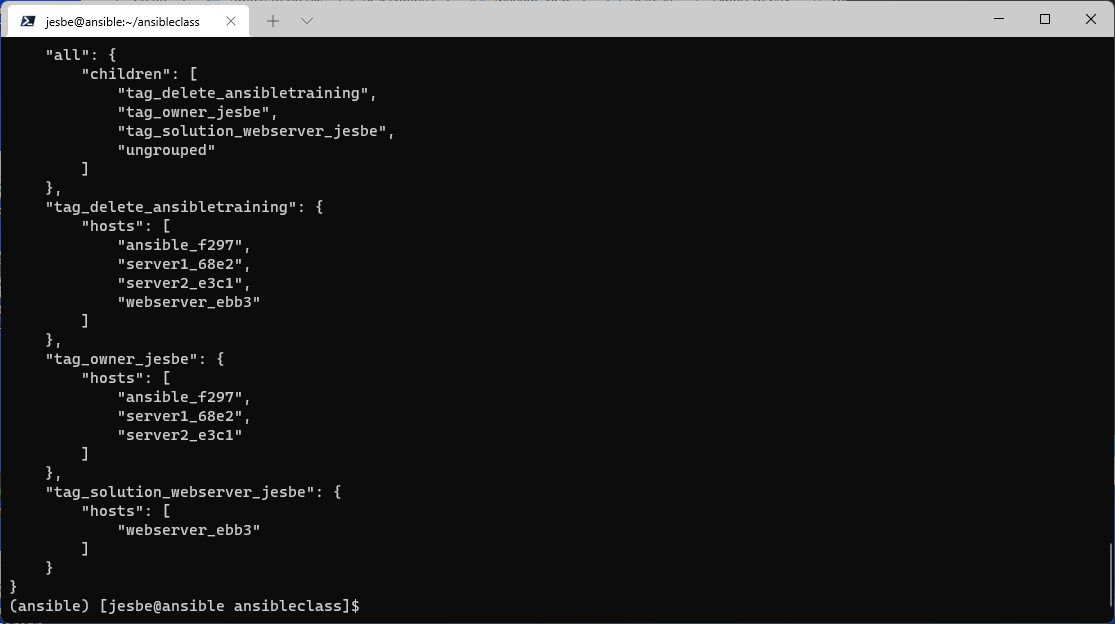 jesbe@ansible:~/ansibleclass
    "all": {
        "children": [
            "tag_delete_ansibletraining",
            "tag_owner_jesbe",
            "tag_solution_webserver_jesbe",
            "ungrouped"
        ]
    },
    "tag_delete_ansibletraining": {
        "hosts": [
            "ansible_f297",
            "server1_68e2",
            "server2_e3c1",
            "webserver_ebb3"
        ]
    },
    "tag_owner_jesbe": {
        "hosts": [
            "ansible_f297",
            "server1_68e2",
            "server2_e3c1"
        ]
    },
    "tag_solution_webserver_jesbe": {
        "hosts": [
            "webserver_ebb3"
        ]
    }
}
(ansible) [jesbe@ansible ansibleclass]$